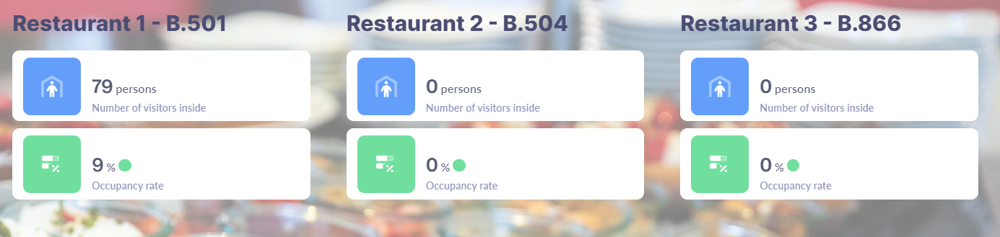 Restaurant 1 - B.501
79 persons
Number of visitors inside
9 %
Occupancy rate
Restaurant 2 - B.504
0 persons
Number of visitors inside
0 %
Occupancy rate
Restaurant 3 - B.866
0 persons
Number of visitors inside
0 %
Occupancy rate